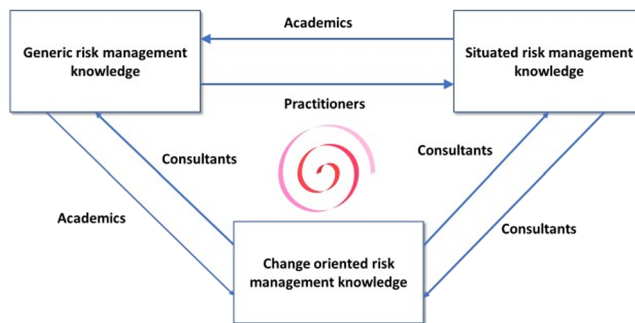 Academics
Generic risk management
knowledge
Situated risk management
knowledge
Practitioners
Consultants
Consultants
Academics
Consultants
Change oriented risk
management knowledge